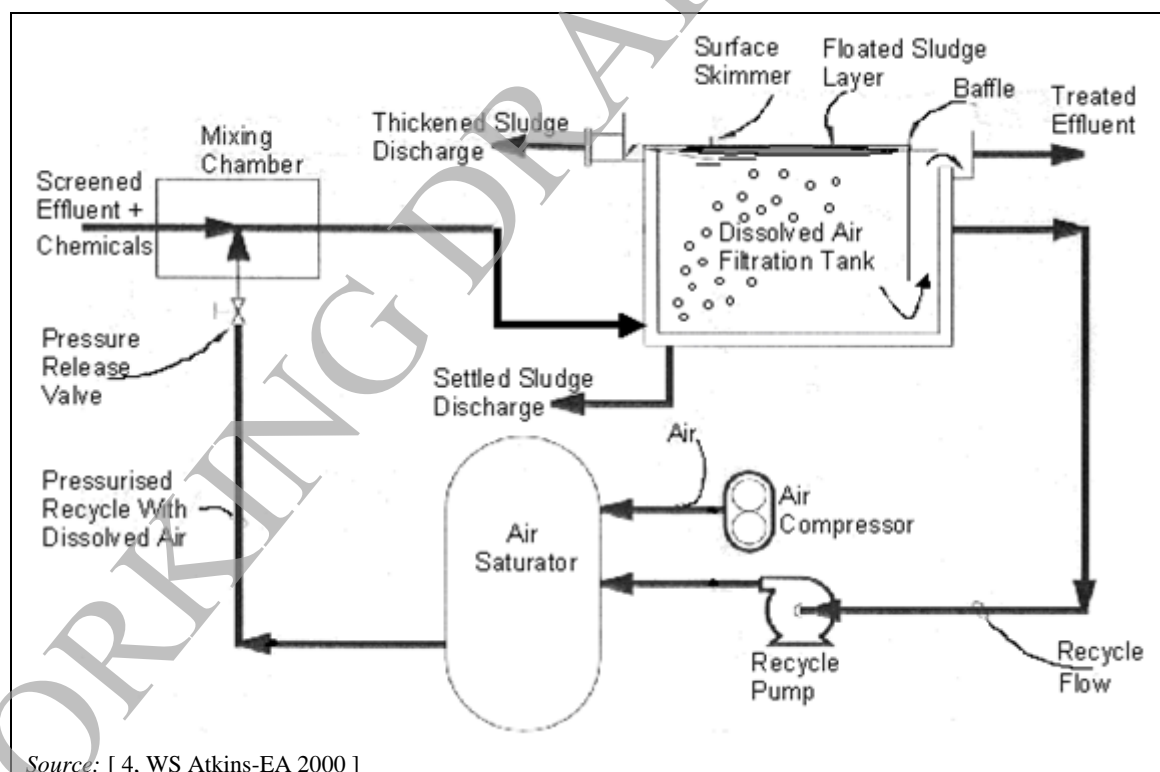 Surface
Skimmer
Floated Sludge
Layer
Baffle
Treated
Effluent
Thickened Sludge
Discharge
Mixing
Chamber
Screened
Effluent +
Chemicals
Dissolved Air
Filtration Tank
Pressure
Release
Valve
Settled Sludge
Discharge
Air
Pressurised
Recycle With
Dissolved Air
Air
Saturator
Air
Compressor
Recycle
Pump
Recycle
Flow
Source: [ 4, WS Atkins-EA 2000 ]
ORKING DRA